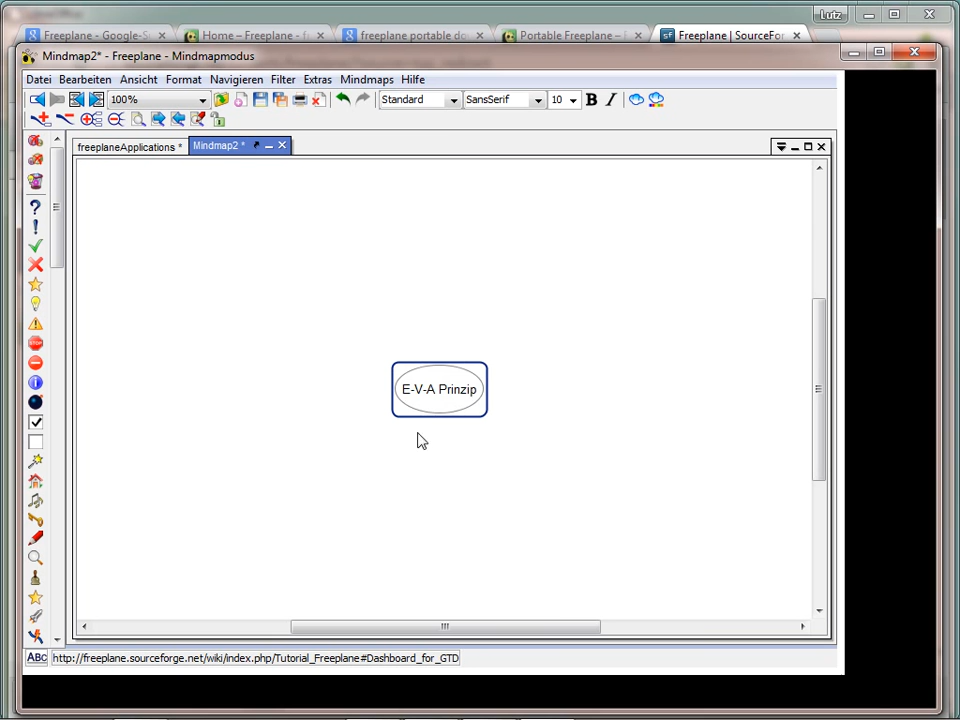 Lutz
Freeplane - Google-S
Home – Freeplane - f
freeplane portable do
Portable Freeplane –
Freeplane | SourceFor
Mindmap2* - Freeplane - Mindmapmodus
Datei Bearbeiten Ansicht Format Navigieren Filter Extras Mindmaps Hilfe
100% Standard SansSerif 10 B I
freeplaneApplications * Mindmap2 *
E-V-A Prinzip
STOP
ABC http://freeplane.sourceforge.net/wiki/index.php/Tutorial_Freeplane#Dashboard_for_GTD